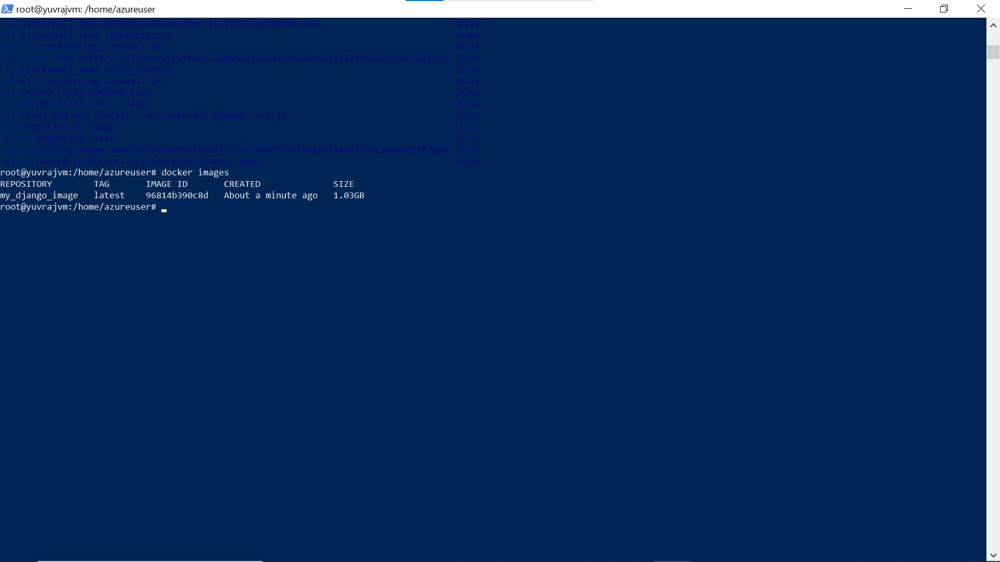 root@yuvrajvm: /home/azureuser
=> [internal] load metadata for docker.io/library/python:3.8 0.1s
=> [internal] load .dockerignore 0.0s
=> => transferring context: 2B 0.0s
=> [1/4] FROM docker.io/library/python:3.8@sha256:84783b524e4227352f0a3a23520c7e717d5 0.0s
=> [internal] load build context 0.0s
=> => transferring context: 2B 0.0s
=> CACHED [2/4] WORKDIR /app 0.0s
=> CACHED [3/4] COPY . /app 0.0s
=> [4/4] RUN pip install --no-cache-dir Django==3.2.12 5.0s
=> exporting to image 2.2s
=> => exporting layers 2.2s
=> => writing image sha256:96814b390c8daff537bc31515f70bf0de8d714885ffe1154ad818672a5 0.0s
=> => naming to docker.io/library/my_django_image 0.0s
root@yuvrajvm:/home/azureuser# docker images
REPOSITORY TAG IMAGE ID CREATED SIZE
my_django_image latest 96814b390c8d About a minute ago 1.03GB
root@yuvrajvm:/home/azureuser#